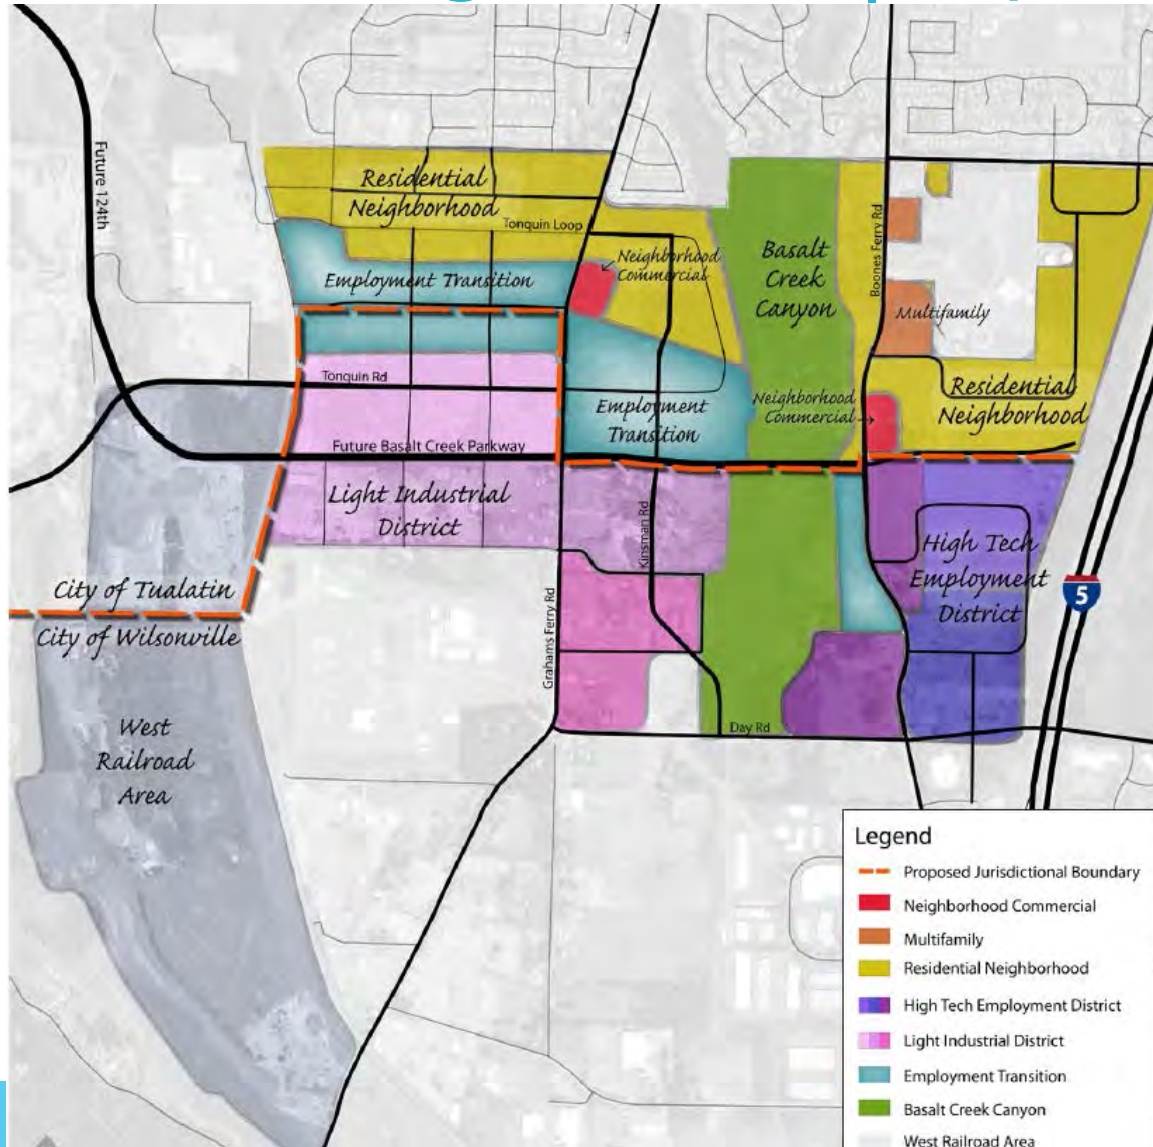 Future 124th
Residential
Neighborhood
Tonquin Loop
Neighborhood
Commercial
Employment Transition
Basalt
Creek
Canyon
Boones Ferry Rd
Multifamily
Tonquin Rd
Employment
Transition
Neighborhood
Commercial
Residential
Neighborhood
Future Basalt Creek Parkway
Light Industrial
District
Kinsman Rd
High Tech
Employment
District
5
City of Tualatin
City of Wilsonville
Grahams Ferry Rd
West
Railroad
Area
Day Rd
Legend
Proposed Jurisdictional Boundary
Neighborhood Commercial
Multifamily
Residential Neighborhood
High Tech Employment District
Light Industrial District
Employment Transition
Basalt Creek Canyon
West Railroad Area